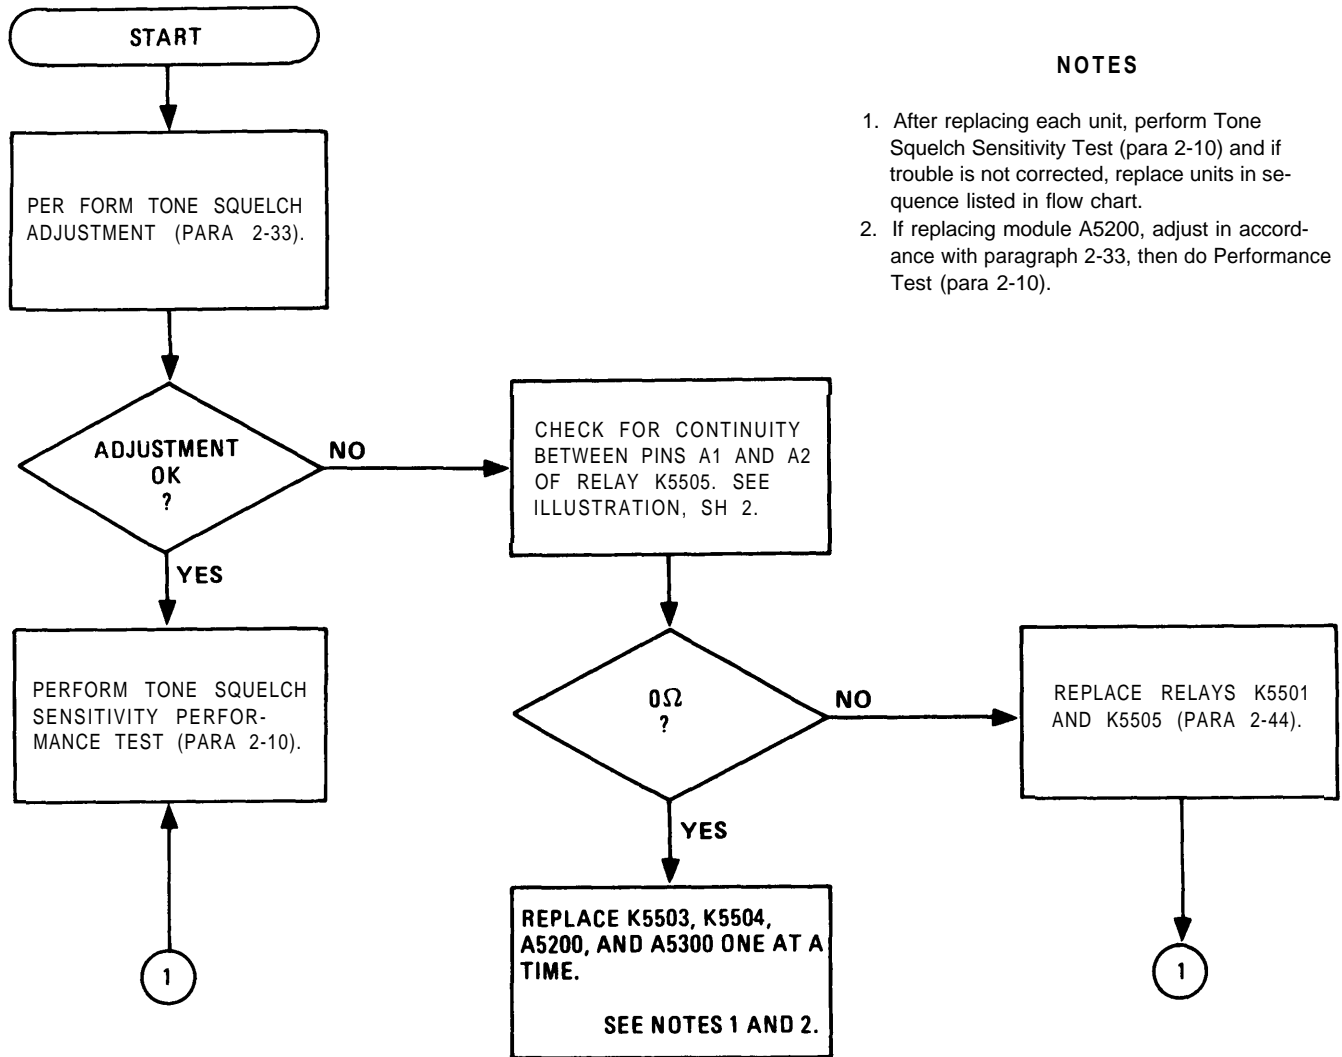 START
NOTES
1. After replacing each unit, perform Tone
Squelch Sensitivity Test (para 2-10) and if
trouble is not corrected, replace units in se-
quence listed in flow chart.
2. If replacing module A5200, adjust in accord-
ance with paragraph 2-33, then do Performance
Test (para 2-10).
PER FORM TONE SQUELCH
ADJUSTMENT (PARA 2-33).
ADJUSTMENT
OK
?
NO
YES
CHECK FOR CONTINUITY
BETWEEN PINS A1 AND A2
OF RELAY K5505. SEE
ILLUSTRATION, SH 2.
PERFORM TONE SQUELCH
SENSITIVITY PERFOR-
MANCE TEST (PARA 2-10).
0Ω
?
NO
YES
REPLACE RELAYS K5501
AND K5505 (PARA 2-44).
REPLACE K5503, K5504,
A5200, AND A5300 ONE AT A
TIME.
SEE NOTES 1 AND 2.
1
1